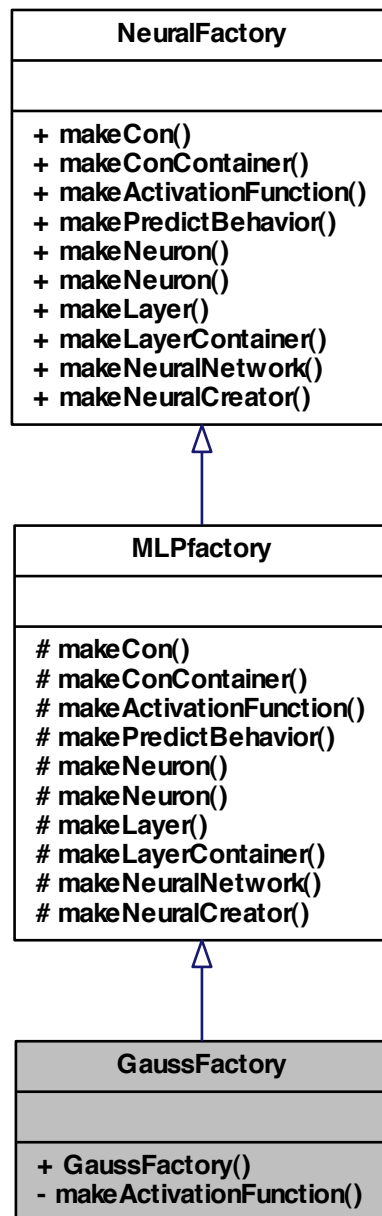 NeuralFactory
+ makeCon()
+ makeConContainer()
+ makeActivationFunction()
+ makePredictBehavior()
+ makeNeuron()
+ makeNeuron()
+ makeLayer()
+ makeLayerContainer()
+ makeNeuralNetwork()
+ makeNeuralCreator()
MLPfactory
# makeCon()
# makeConContainer()
# makeActivationFunction()
# makePredictBehavior()
# makeNeuron()
# makeNeuron()
# makeLayer()
# makeLayerContainer()
# makeNeuralNetwork()
# makeNeuralCreator()
GaussFactory
+ GaussFactory()
- makeActivationFunction()